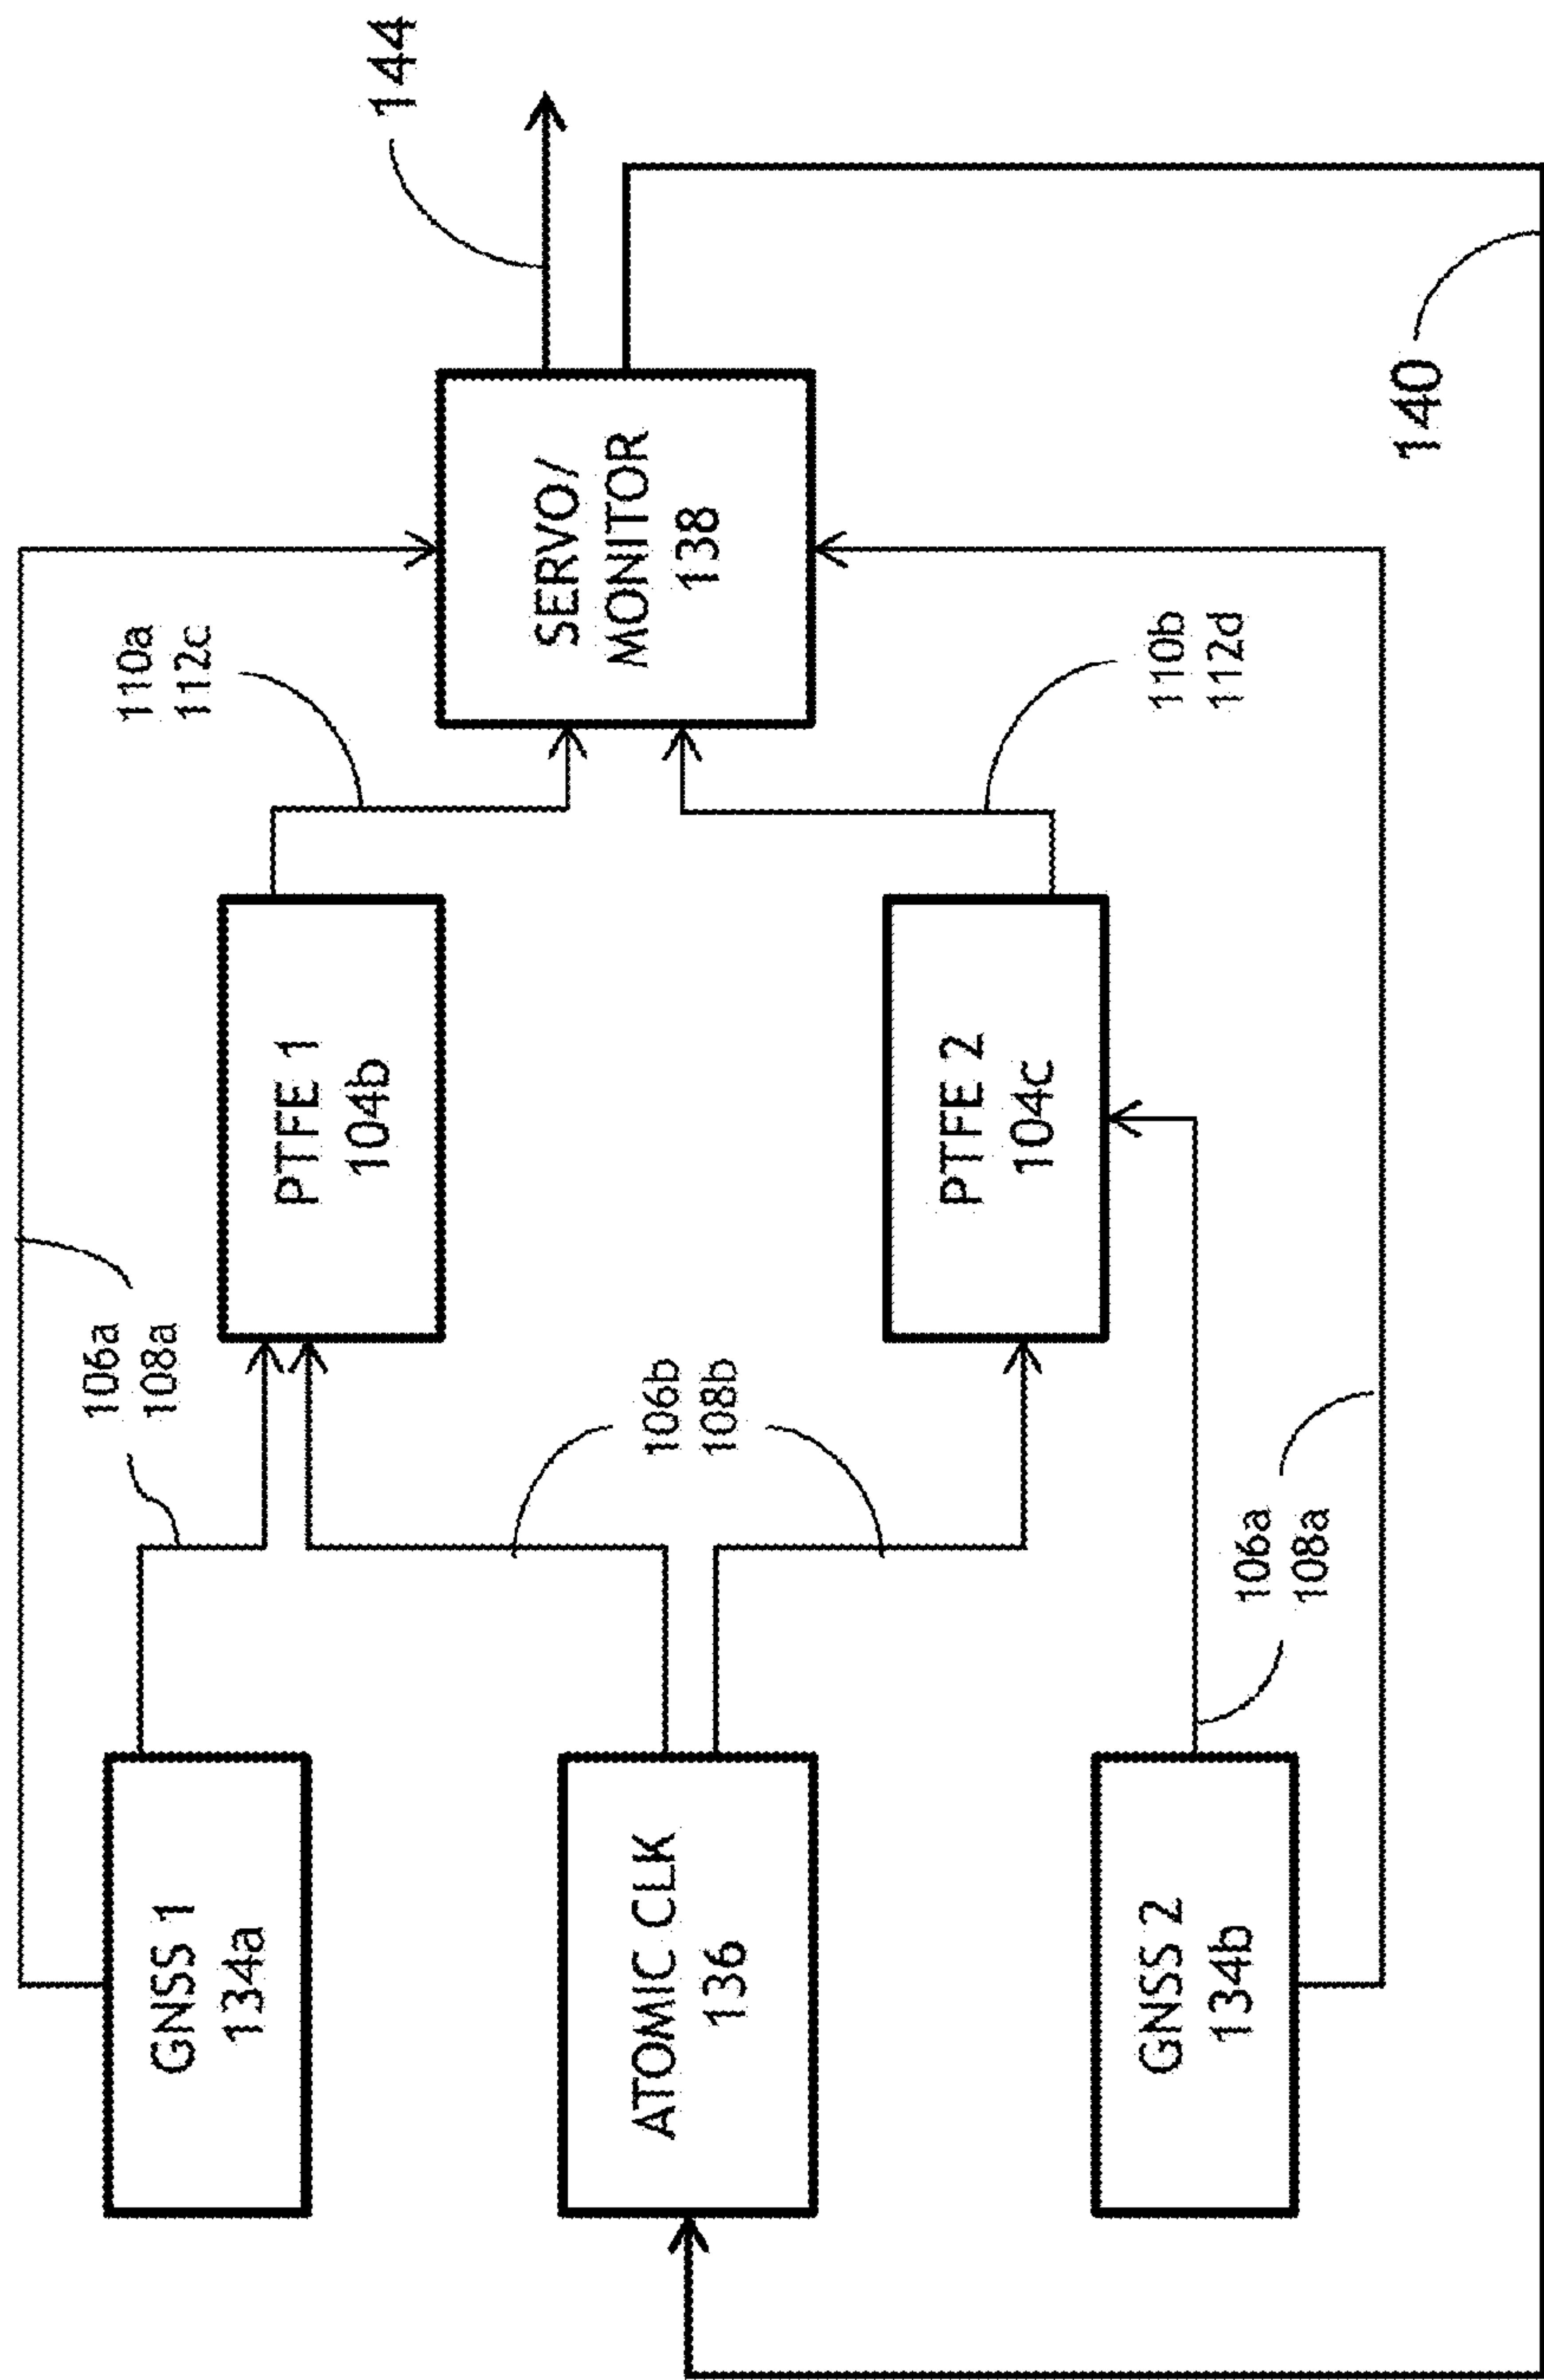 106a
108a
110a
112c
144
GNSS 1
134a
PTFE 1
104b
ATOMIC CLK
136
106b
108b
SERVO/
MONITOR
138
GNSS 2
134b
PTFE 2
104c
106a
108a
110b
112d
140